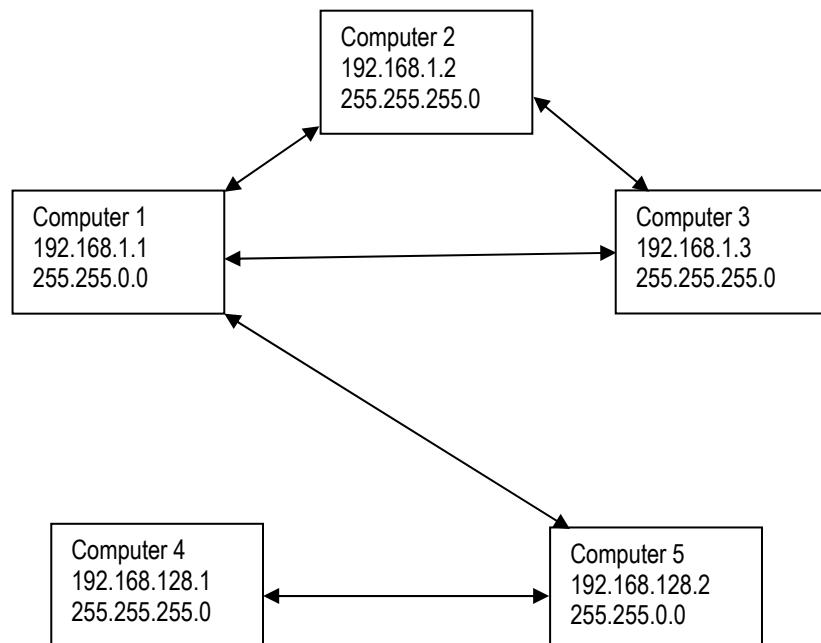 Computer 2
192.168.1.2
255.255.255.0
Computer 1
192.168.1.1
255.255.0.0
Computer 3
192.168.1.3
255.255.255.0
Computer 4
192.168.128.1
255.255.255.0
Computer 5
192.168.128.2
255.255.0.0